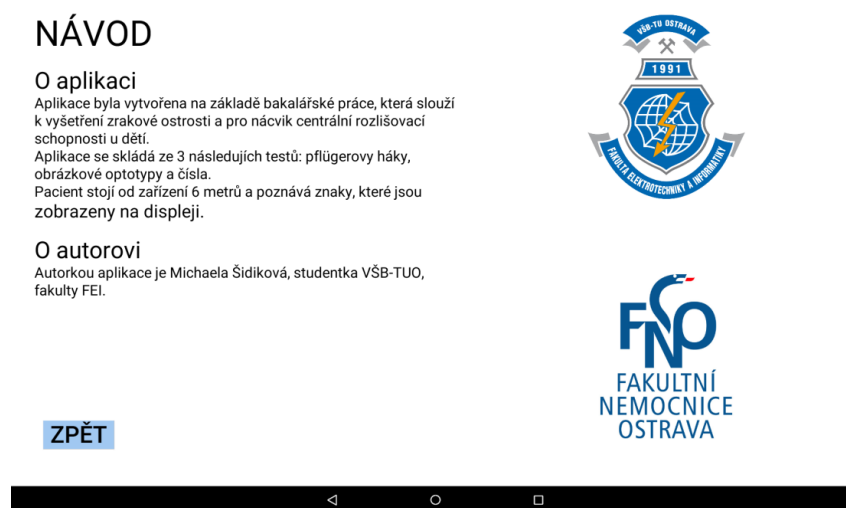 NÁVOD
O aplikaci
Aplikace byla vytvořena na základě bakalářské práce, která slouží
k vyšetření zrakové ostrosti a pro nácvik centrální rozlišovací
schopnosti u dětí.
Aplikace se skládá ze 3 následujích testů: pflügerovy háky,
obrázkové optotypy a čísla.
Pacient stojí od zařízení 6 metrů a poznává znaky, které jsou
zobrazeny na displeji.
O autorovi
Autorkou aplikace je Michaela Šidiková, studentka VŠB-TUO,
fakulty FEI.
ZPĚT
VŠB-TU OSTRAVA
1991
FAKULTA ELEKTROTECHNIKY A INFORMATIKY
FNO
FAKULTNÍ
NEMOCNICE
OSTRAVA